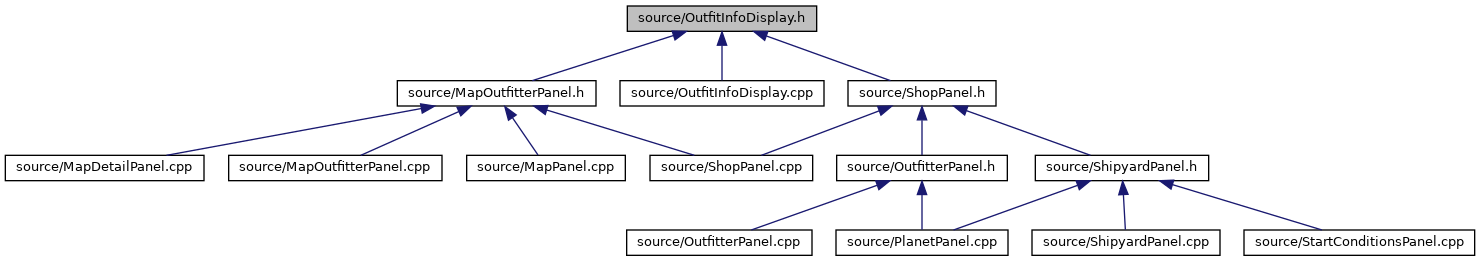 source/OutfitInfoDisplay.h
source/MapOutfitterPanel.h
source/OutfitInfoDisplay.cpp
source/ShopPanel.h
source/MapDetailPanel.cpp
source/MapOutfitterPanel.cpp
source/MapPanel.cpp
source/ShopPanel.cpp
source/OutfitterPanel.h
source/ShipyardPanel.h
source/OutfitterPanel.cpp
source/PlanetPanel.cpp
source/ShipyardPanel.cpp
source/StartConditionsPanel.cpp